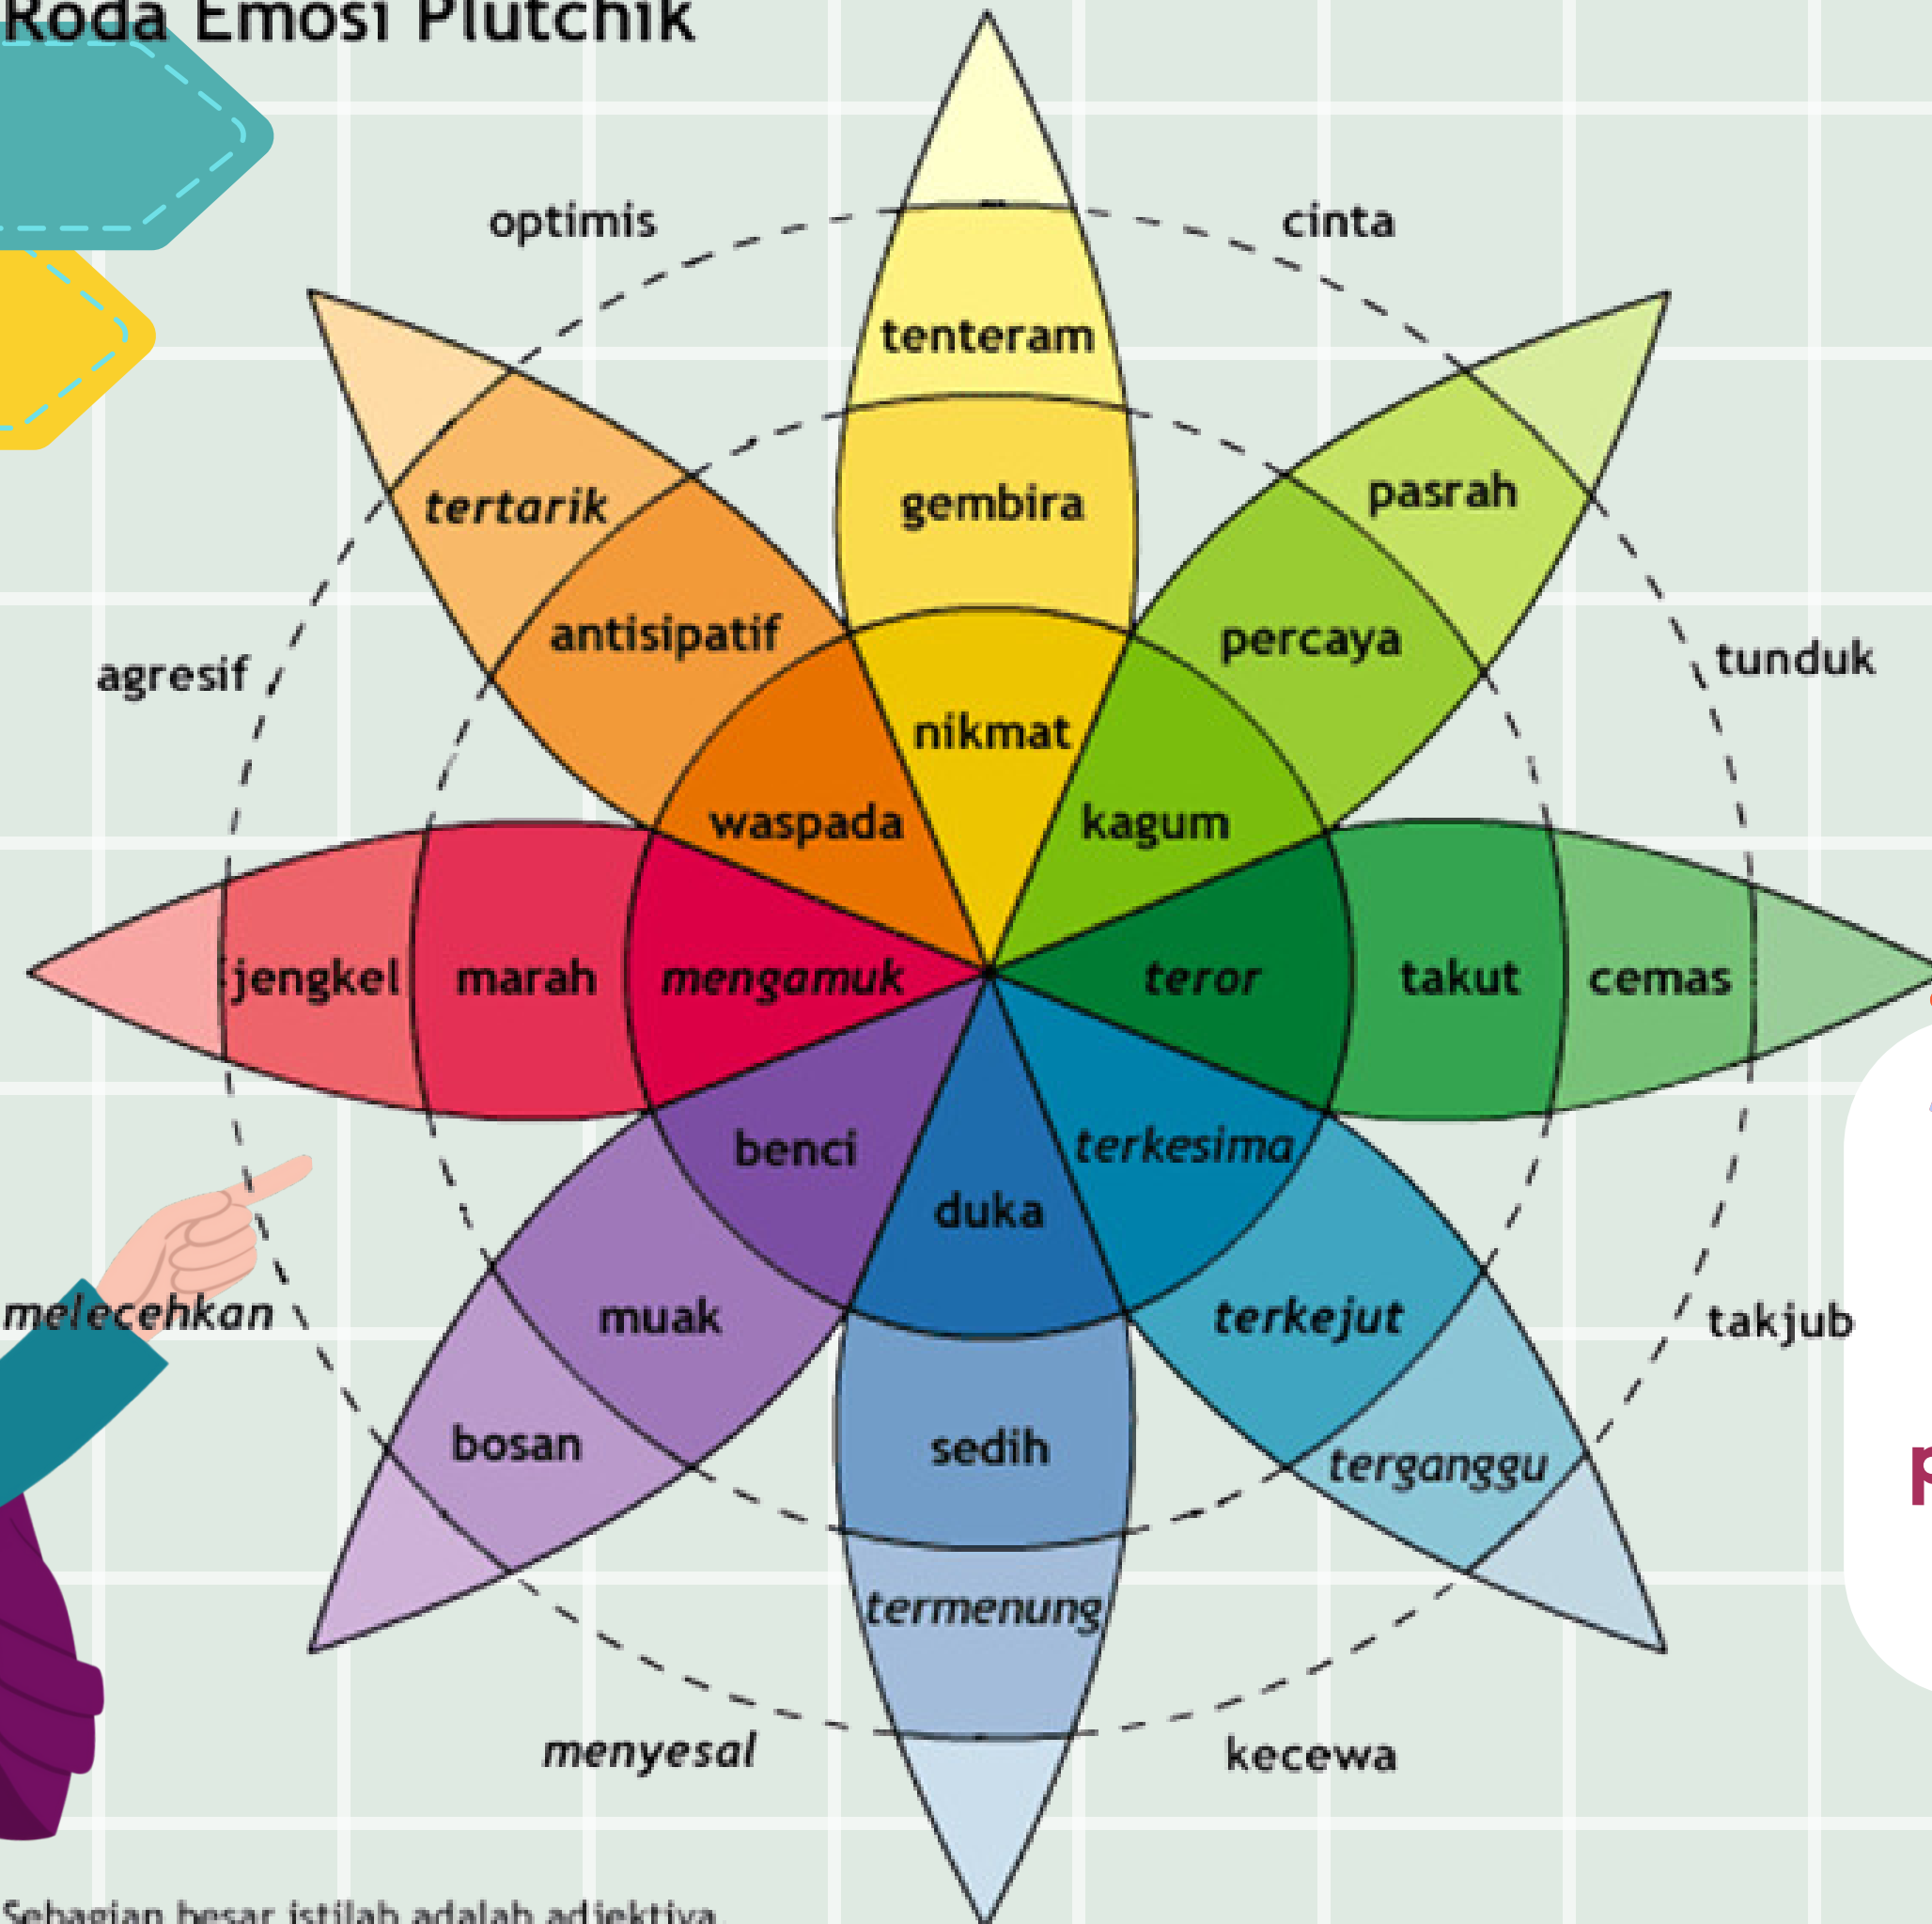 Roda Emosi Plutchik
optimis
cinta
tenteram
tertarik
gembira
pasrah
antisipatif
percaya
agresif
tunduk
nikmat
waspada
kagum
jengkel marah mengamuk teror takut cemas
benci
terkesima
duka
melecehkan
muak
terkejut
takjub
bosan
sedih
terganggu
termenung
menyesal
kecewa
Sebagian besar istilah adalah adjektiva.